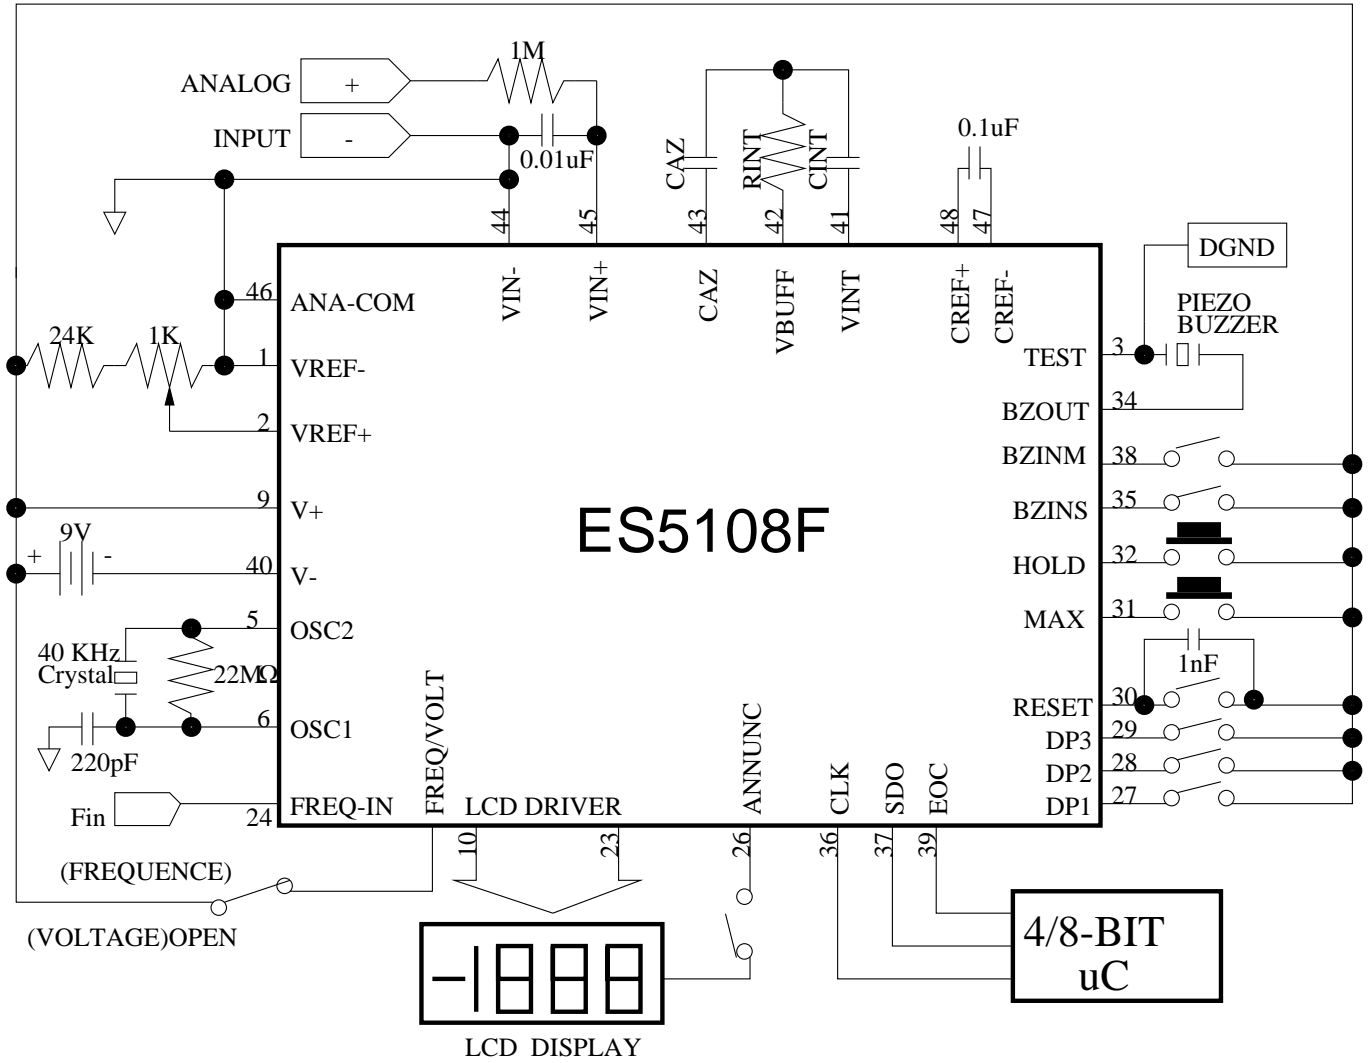 1M
ANALOG
+
INPUT
-
0.01uF
CAZ
RINT
CINT
0.1uF
44
45
43
42
41
48
47
DGND
PIEZO
BUZZER
VIN-
VIN+
CAZ
VBUFF
VINT
CREF+
CREF-
46
ANA-COM
24K
1K
1
VREF-
2
VREF+
9
V+
9V
+
-
40
V-
5
OSC2
40 KHz
Crystal
22MΩ
6
OSC1
220pF
Fin
24
FREQ-IN
ES5108F
TEST
3
BZOUT
34
BZINM
38
BZINS
35
HOLD
32
MAX
31
1nF
RESET
30
DP3
29
DP2
28
DP1
27
FREQ/VOLT
LCD DRIVER
ANNUNC
CLK
SDO
EOC
10
23
26
36
37
39
(FREQUENCE)
(VOLTAGE)OPEN
-1888
LCD DISPLAY
4/8-BIT
uC